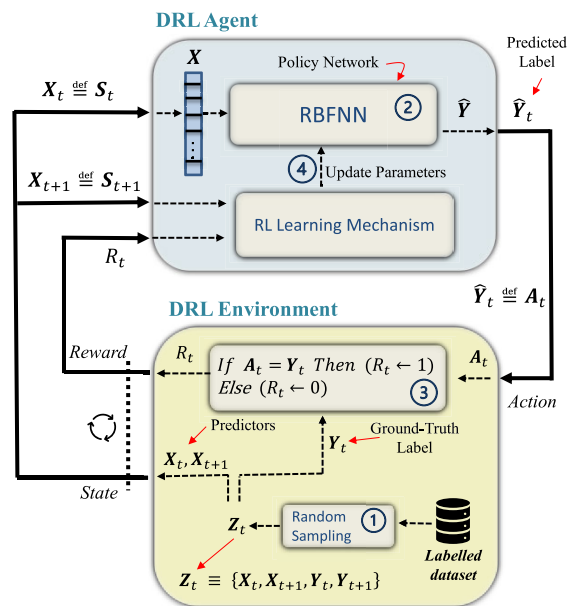 DRL Agent
X
Policy Network
Predicted
Label
X_t ≝ S_t
RBFNN
②
Ŷ
Ŷ_t
④
Update Parameters
X_{t+1} ≝ S_{t+1}
RL Learning Mechanism
R_t
Ŷ_t ≝ A_t
DRL Environment
Reward
R_t
If A_t = Y_t Then (R_t ← 1)
Else (R_t ← 0)
③
A_t
Action
Predictors
Ground-Truth
Label
Y_t
X_t, X_{t+1}
State
Z_t
Random
Sampling
①
Labelled
dataset
Z_t ≡ {X_t, X_{t+1}, Y_t, Y_{t+1}}